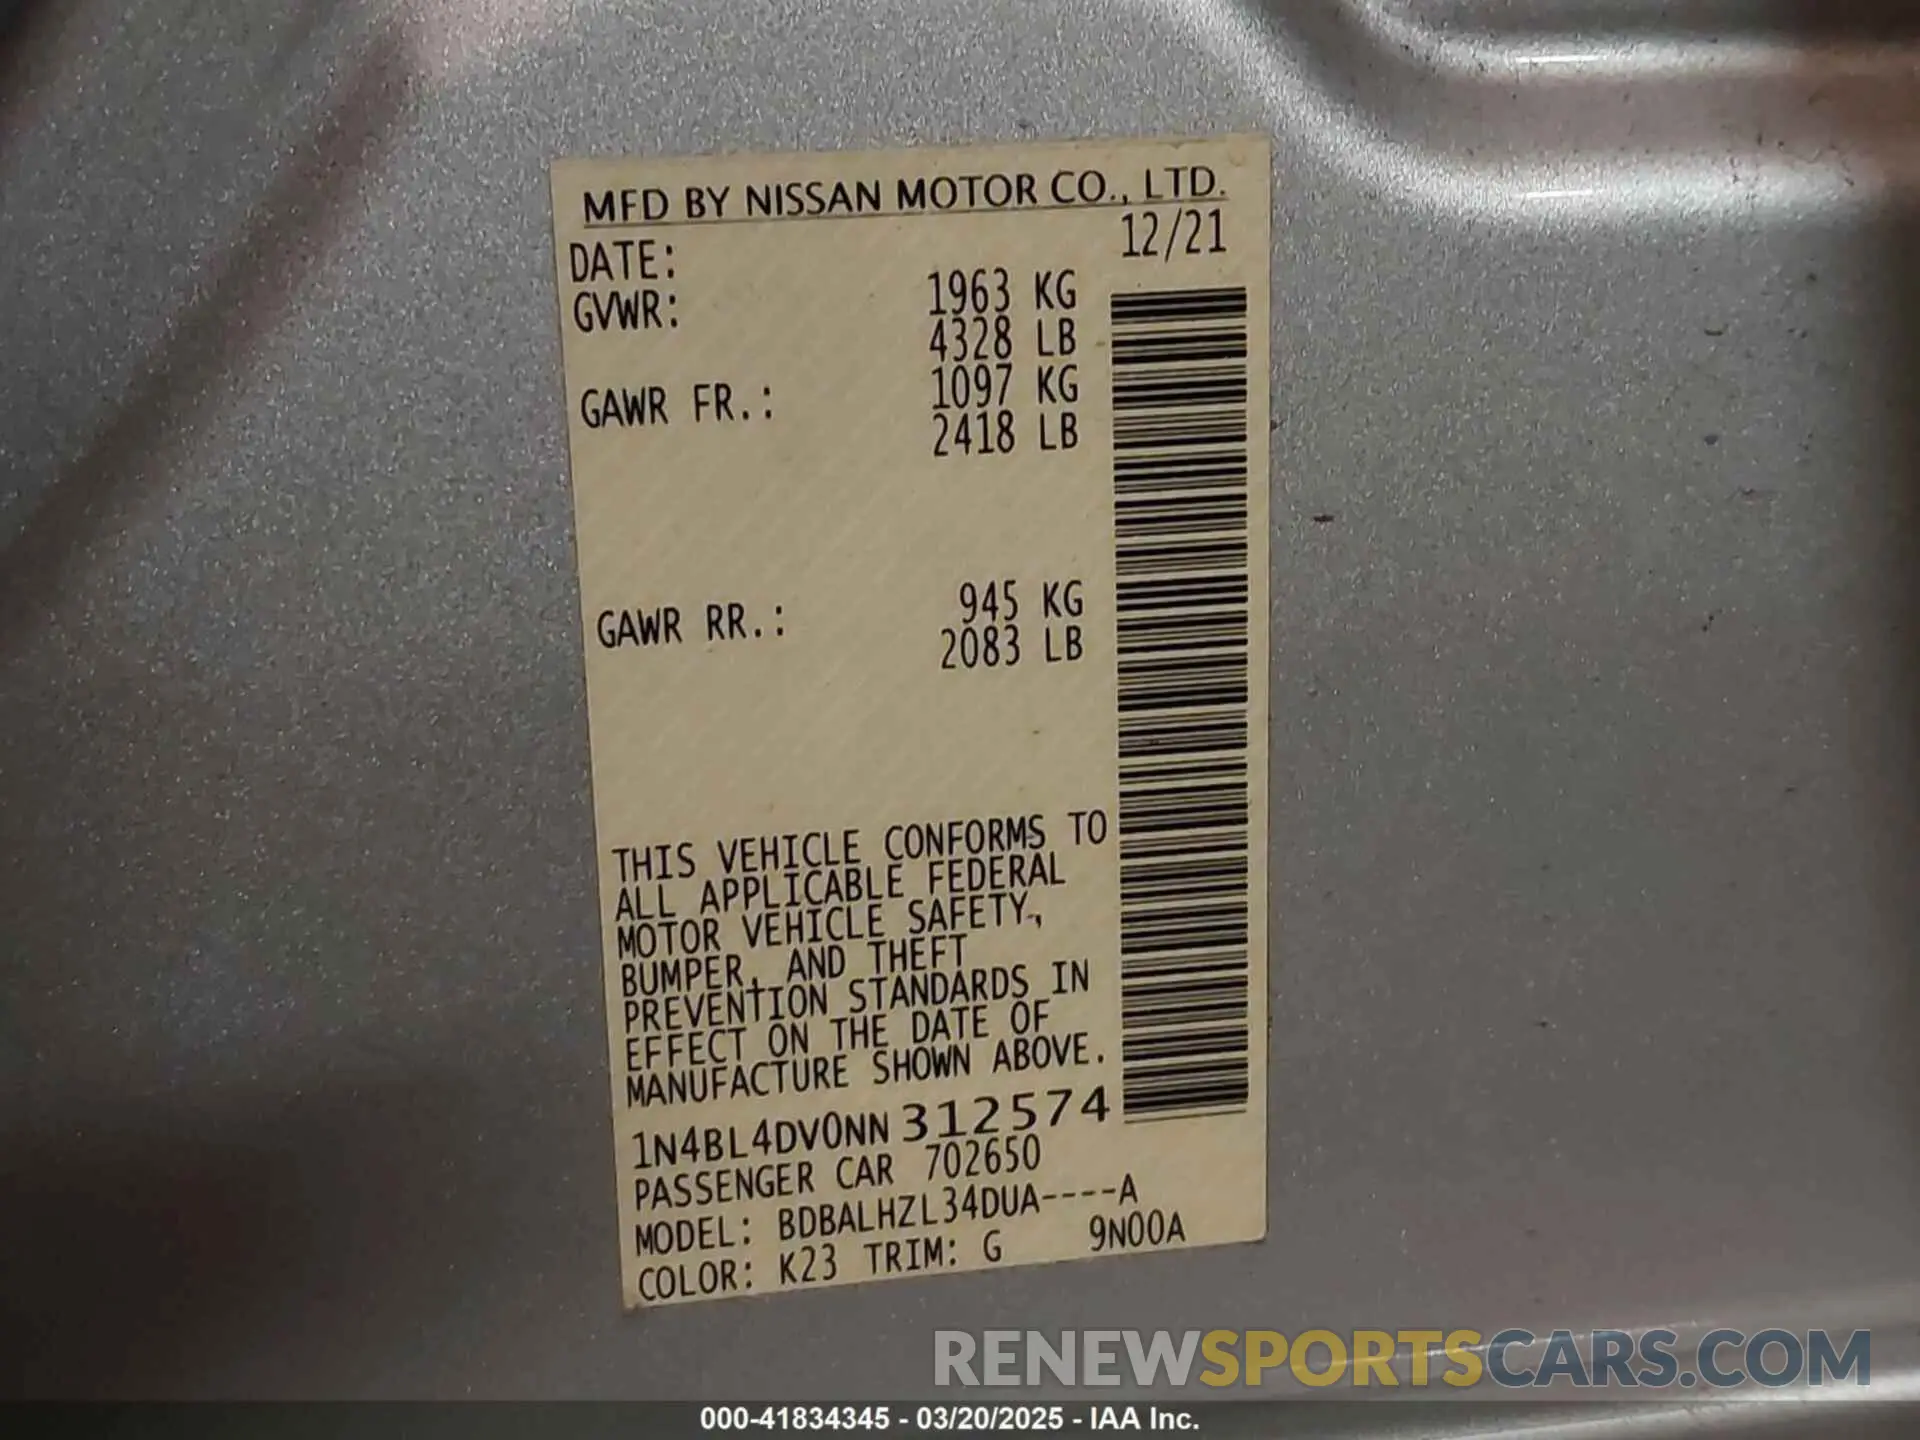 MFD BY NISSAN MOTOR CO., LTD.
DATE: 12/21
GVWR: 1963 KG
4328 LB
GAWR FR.: 1097 KG
2418 LB
GAWR RR.: 945 KG
2083 LB
THIS VEHICLE CONFORMS TO
ALL APPLICABLE FEDERAL
MOTOR VEHICLE SAFETY,
BUMPER, AND THEFT
PREVENTION STANDARDS IN
EFFECT ON THE DATE OF
MANUFACTURE SHOWN ABOVE.
1N4BL4DV0NN312574
PASSENGER CAR 702650
MODEL: BDBALHZL34DUA----A
COLOR: K23 TRIM: G 9N00A
RENEWSPORTSCARS.COM
000-41834345 - 03/20/2025 - IAA Inc.